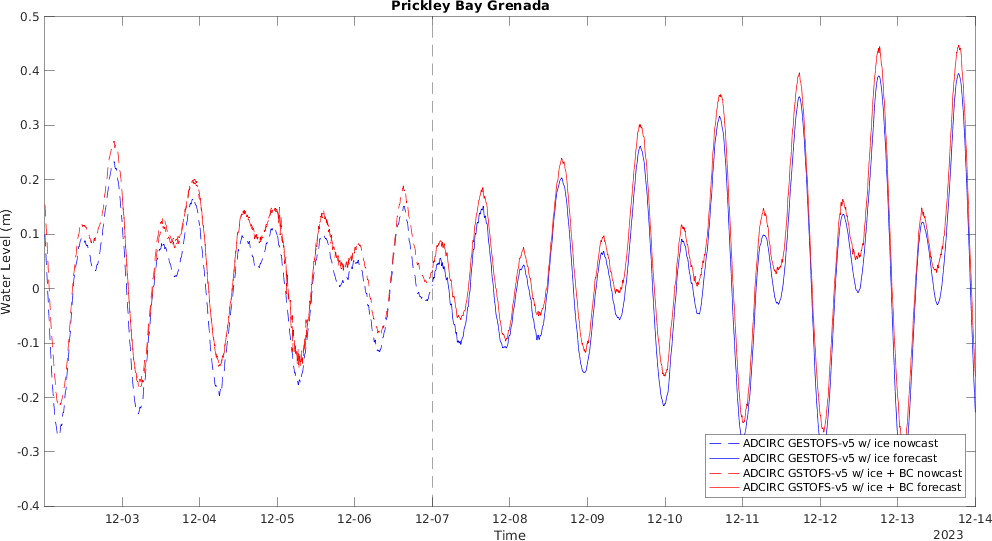 Prickley Bay Grenada
0.5
0.4
0.3
0.2
0.1
0
-0.1
-0.2
-0.3
-0.4
Water Level (m)
ADCIRC GESTOFS-v5 w/ ice nowcast
ADCIRC GESTOFS-v5 w/ ice forecast
ADCIRC GSTOFS-v5 w/ ice + BC nowcast
ADCIRC GSTOFS-v5 w/ ice + BC forecast
12-03 12-04 12-05 12-06 12-07 12-08 12-09 12-10 12-11 12-12 12-13 12-14
Time
2023